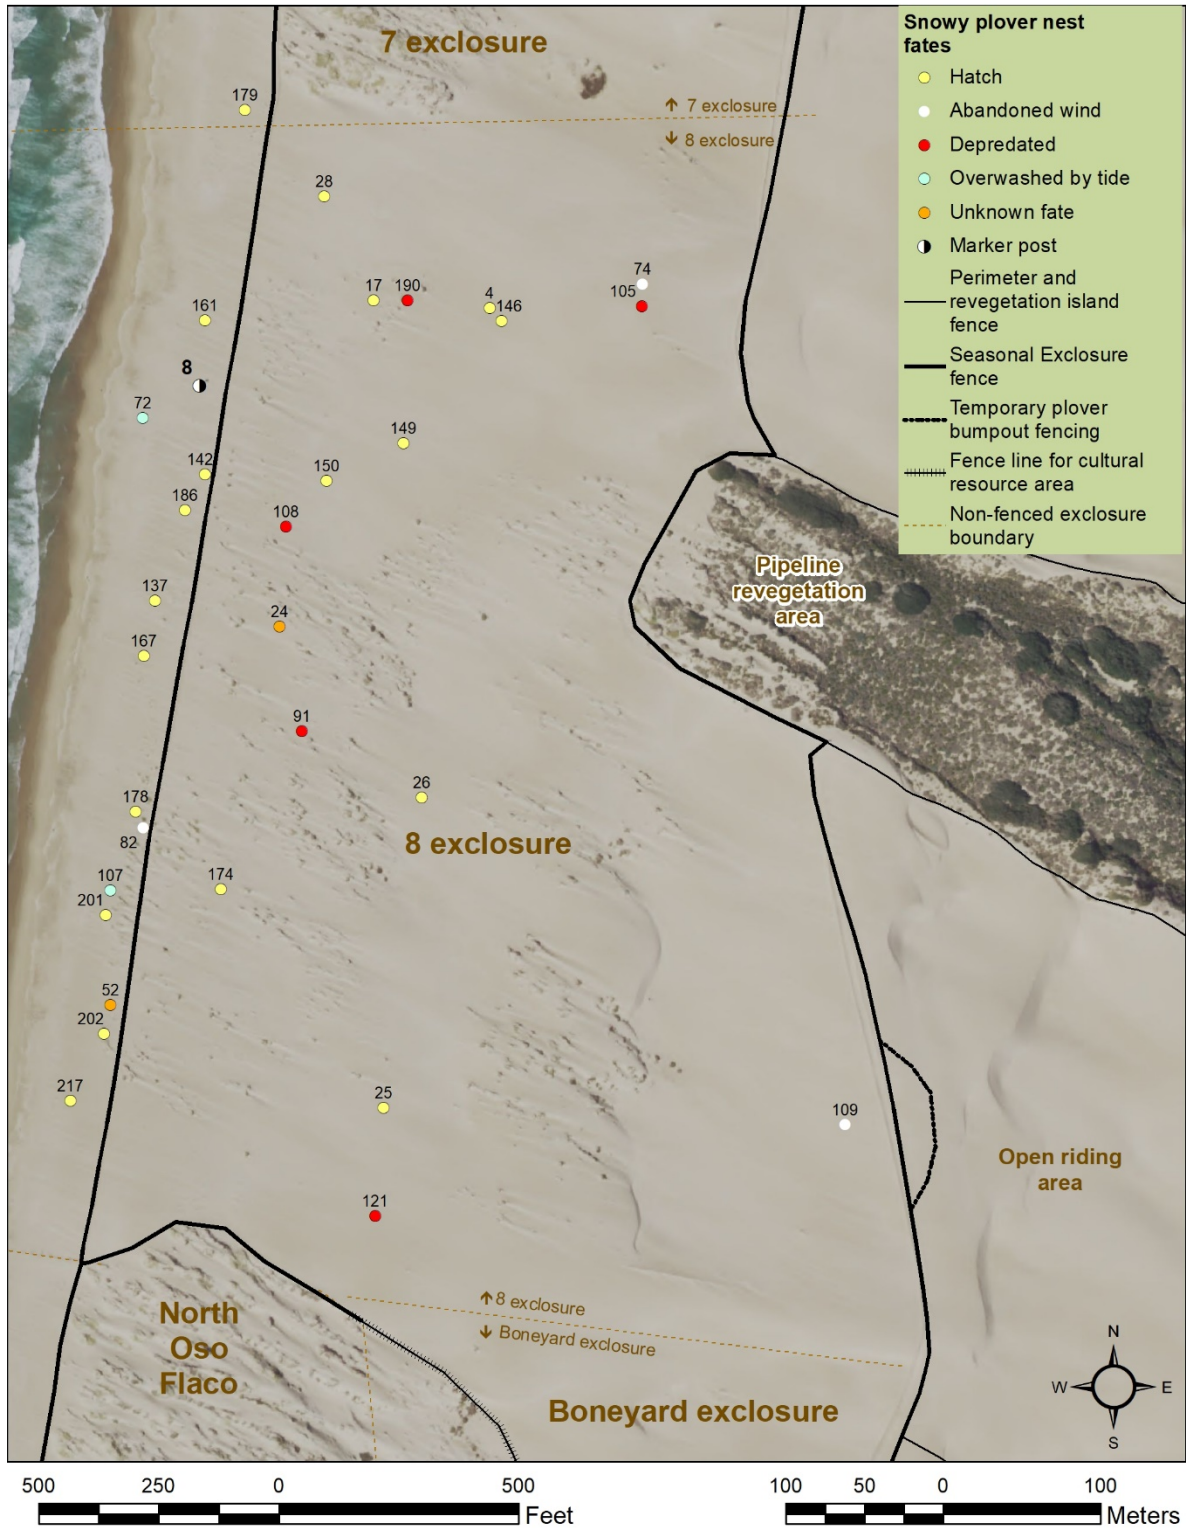 7 exclosure
179
↑ 7 exclosure
↓ 8 exclosure
28
74
17
190
4
146
105
161
8
72
149
142
150
186
108
137
24
167
91
26
178
82
8 exclosure
107
174
201
52
202
217
25
109
121
Pipeline
revegetation
area
Open riding
area
↑ 8 exclosure
↓ Boneyard exclosure
North
Oso
Flaco
Boneyard exclosure
Snowy plover nest
fates
Hatch
Abandoned wind
Depredated
Overwashed by tide
Unknown fate
Marker post
Perimeter and
revegetation island
fence
Seasonal Exclosure
fence
Temporary plover
bumpout fencing
Fence line for cultural
resource area
Non-fenced exclosure
boundary
N
W E
S
500 250 0 500
Feet
100 50 0 100
Meters